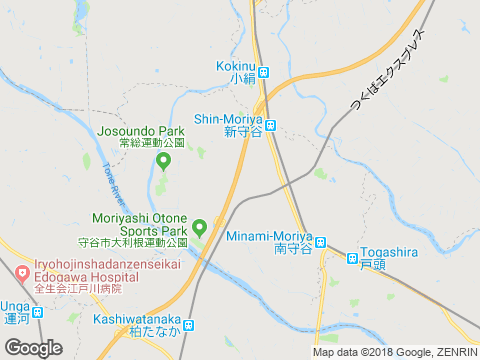 Kokinu
小絹
つくばエクスプレス
Shin-Moriya
新守谷
Josoundo Park
常総運動公園
Tone River
Moriyashi Otone
Sports Park
守谷市大利根運動公園
Minami-Moriya
南守谷
Togashira
戸頭
Iryohojinshadanzenseikai
Edogawa Hospital
全生会江戸川病院
Unga
運河
Kashiwatanaka
柏たなか
Google
Map data ©2018 Google, ZENRIN